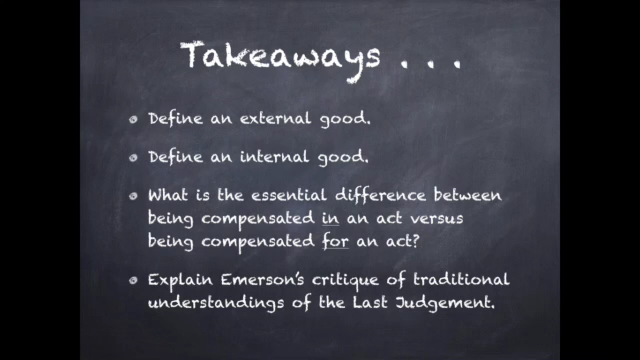 Takeaways . . .
Define an external good.
Define an internal good.
What is the essential difference between
being compensated in an act versus
being compensated for an act?
Explain Emerson's critique of traditional
understandings of the Last Judgement.